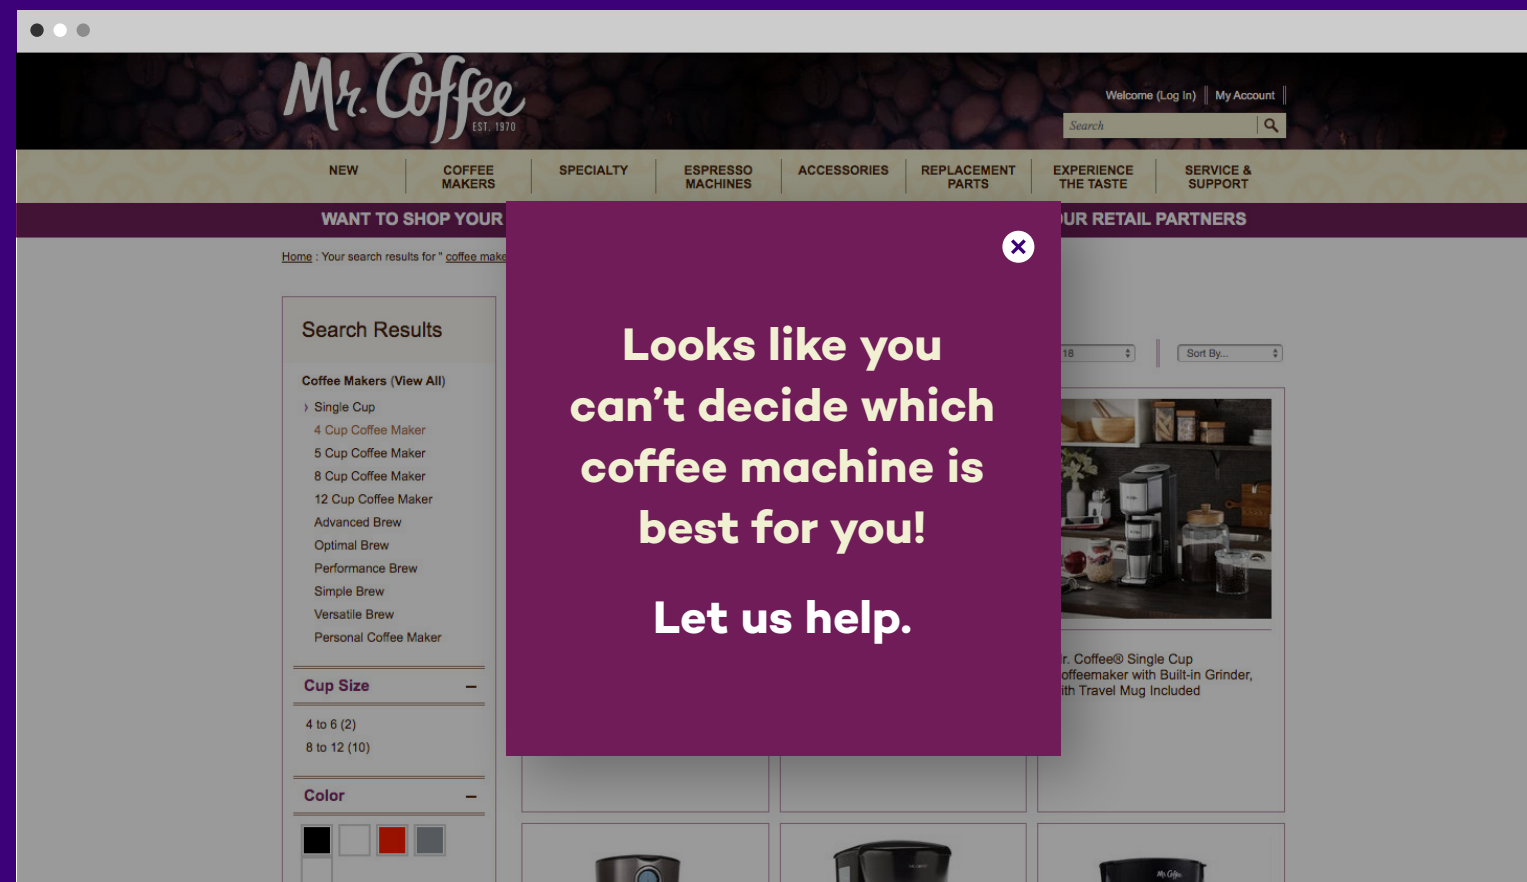 Mr. Coffee
EST. 1970
Welcome (Log In) My Account
Search
NEW
COFFEE
MAKERS
SPECIALTY
ESPRESSO
MACHINES
ACCESSORIES
REPLACEMENT
PARTS
EXPERIENCE
THE TASTE
SERVICE &
SUPPORT
WANT TO SHOP YOUR
UR RETAIL PARTNERS
Home : Your search results for " coffee make
Looks like you
can't decide which
coffee machine is
best for you!
Let us help.
Search Results
Coffee Makers (View All)
› Single Cup
4 Cup Coffee Maker
5 Cup Coffee Maker
8 Cup Coffee Maker
12 Cup Coffee Maker
Advanced Brew
Optimal Brew
Performance Brew
Simple Brew
Versatile Brew
Personal Coffee Maker
Cup Size –
4 to 6 (2)
8 to 12 (10)
Color –
18
Sort By...
r. Coffee® Single Cup
offeemaker with Built-in Grinder,
ith Travel Mug Included
Mr. Coffee